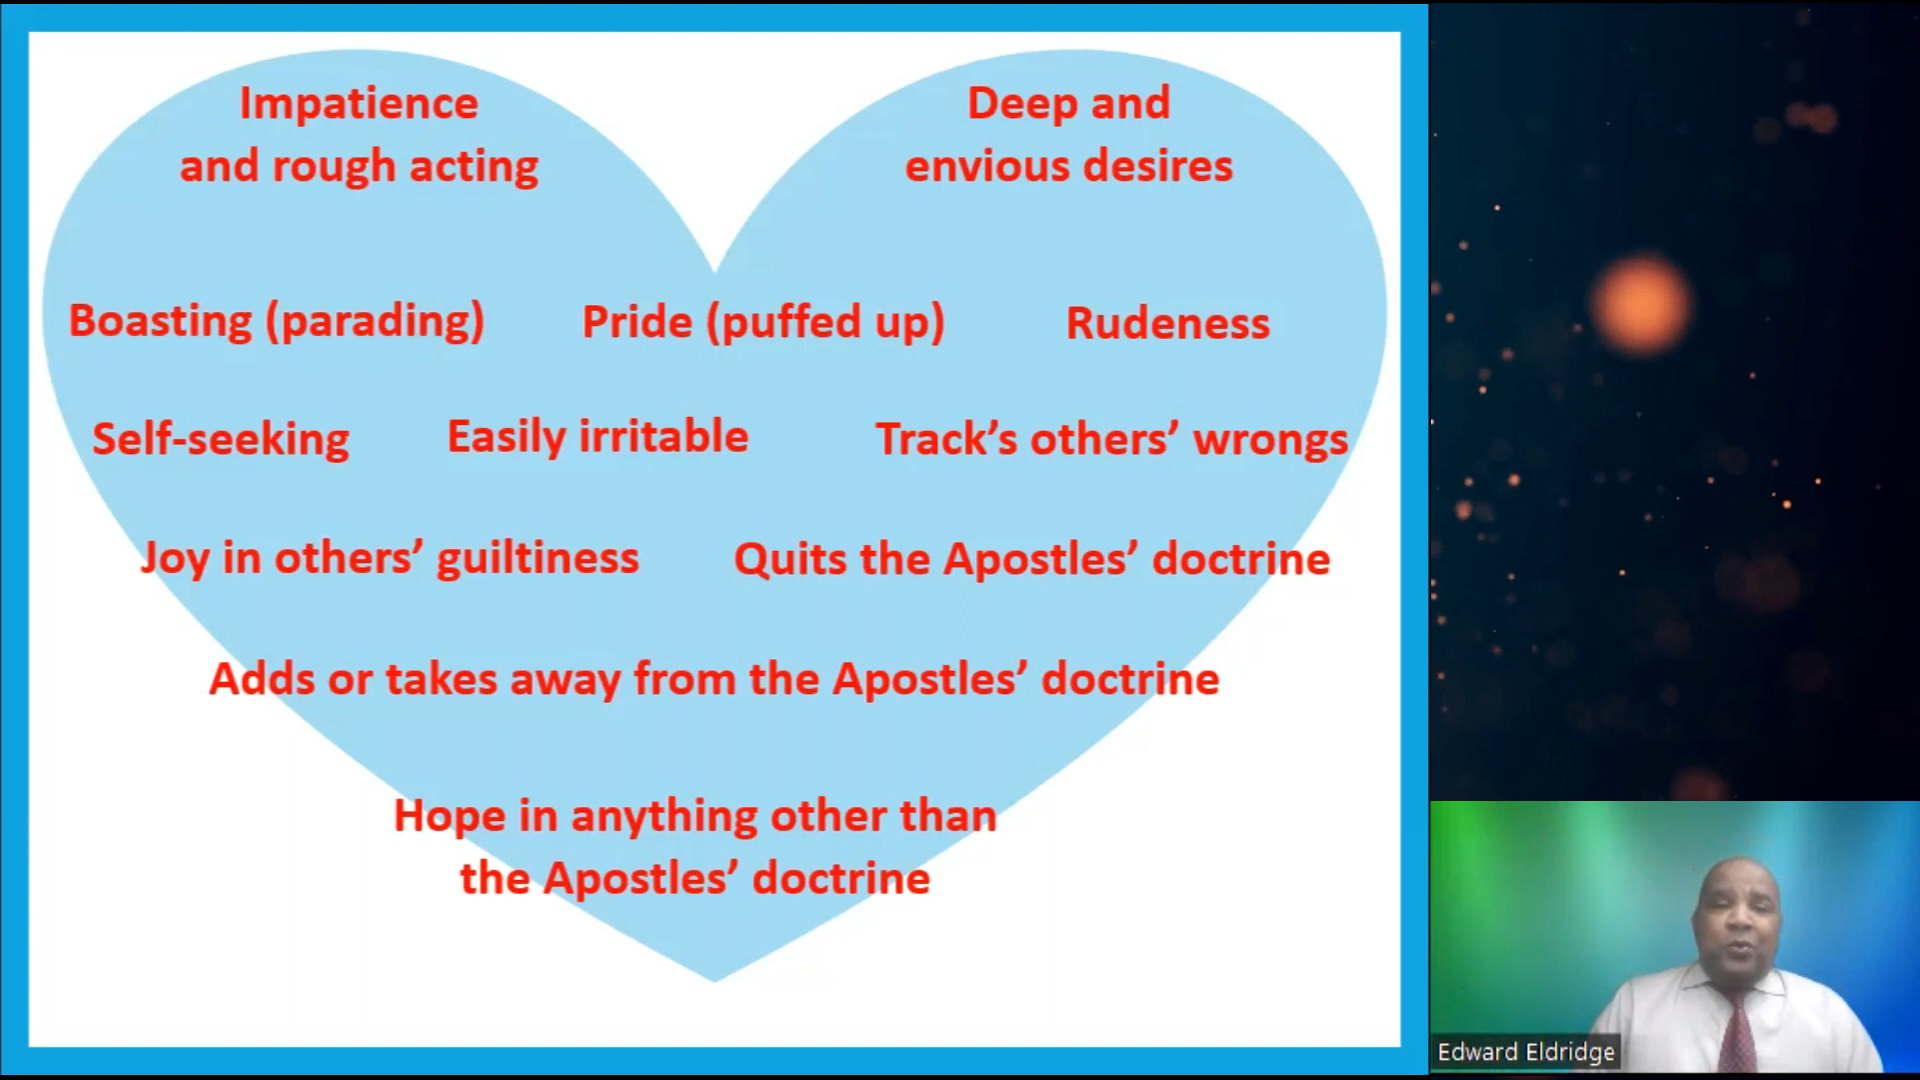 Impatience
and rough acting
Deep and
envious desires
Boasting (parading)
Pride (puffed up)
Rudeness
Self-seeking
Easily irritable
Track’s others’ wrongs
Joy in others’ guiltiness
Quits the Apostles’ doctrine
Adds or takes away from the Apostles’ doctrine
Hope in anything other than
the Apostles’ doctrine
Edward Eldridge